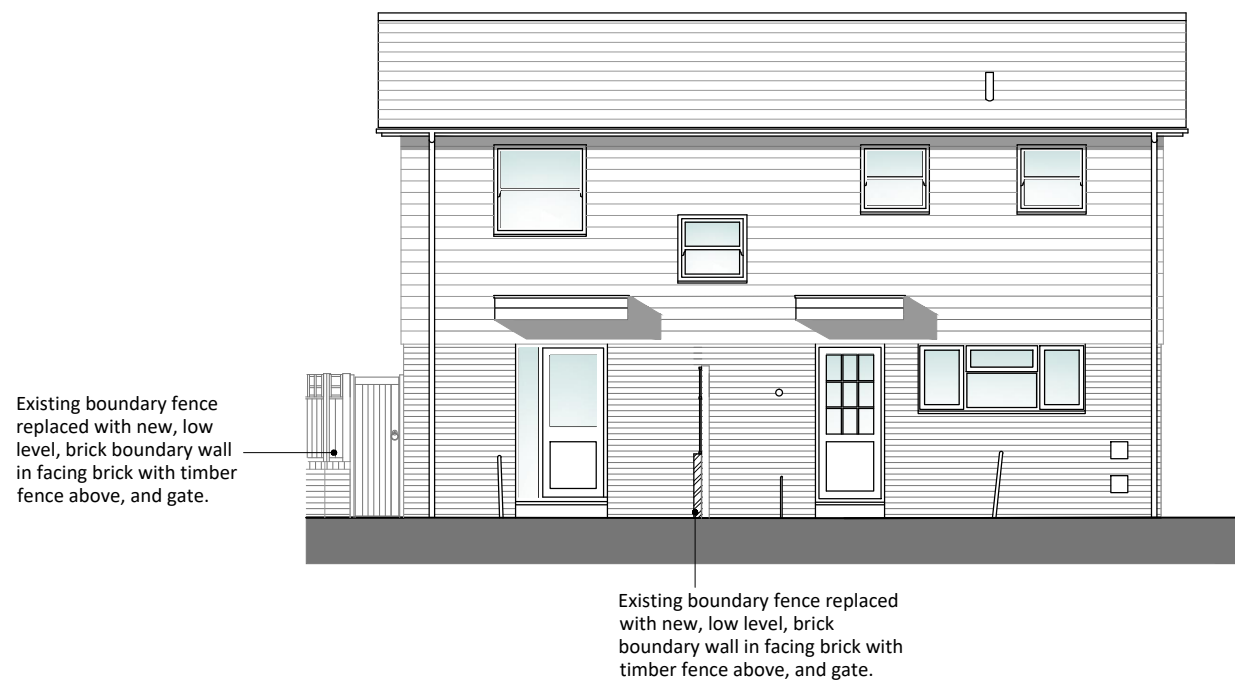 Existing boundary fence
replaced with new, low
level, brick boundary wall
in facing brick with timber
fence above, and gate.
Existing boundary fence replaced
with new, low level, brick
boundary wall in facing brick with
timber fence above, and gate.